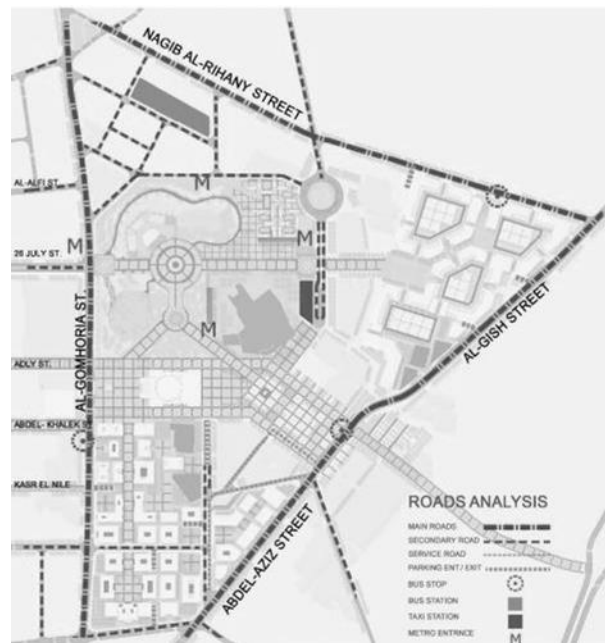 NAGIB AL-RIHANY STREET
M
AL-ALFI ST.
M
M
26 JULY ST.
AL-GOMHORIA ST.
M
AL-GISH STREET
ADLY ST.
ABDEL- KHALEK S
KASR EL NILE
ABDEL-AZIZ STREET
ROADS ANALYSIS
MAIN ROADS
SECONDARY ROAD
SERVICE ROAD
PARKING ENT/ EXIT
BUS STOP
BUS STATION
TAXI STATION
METRO ENTRNCE M